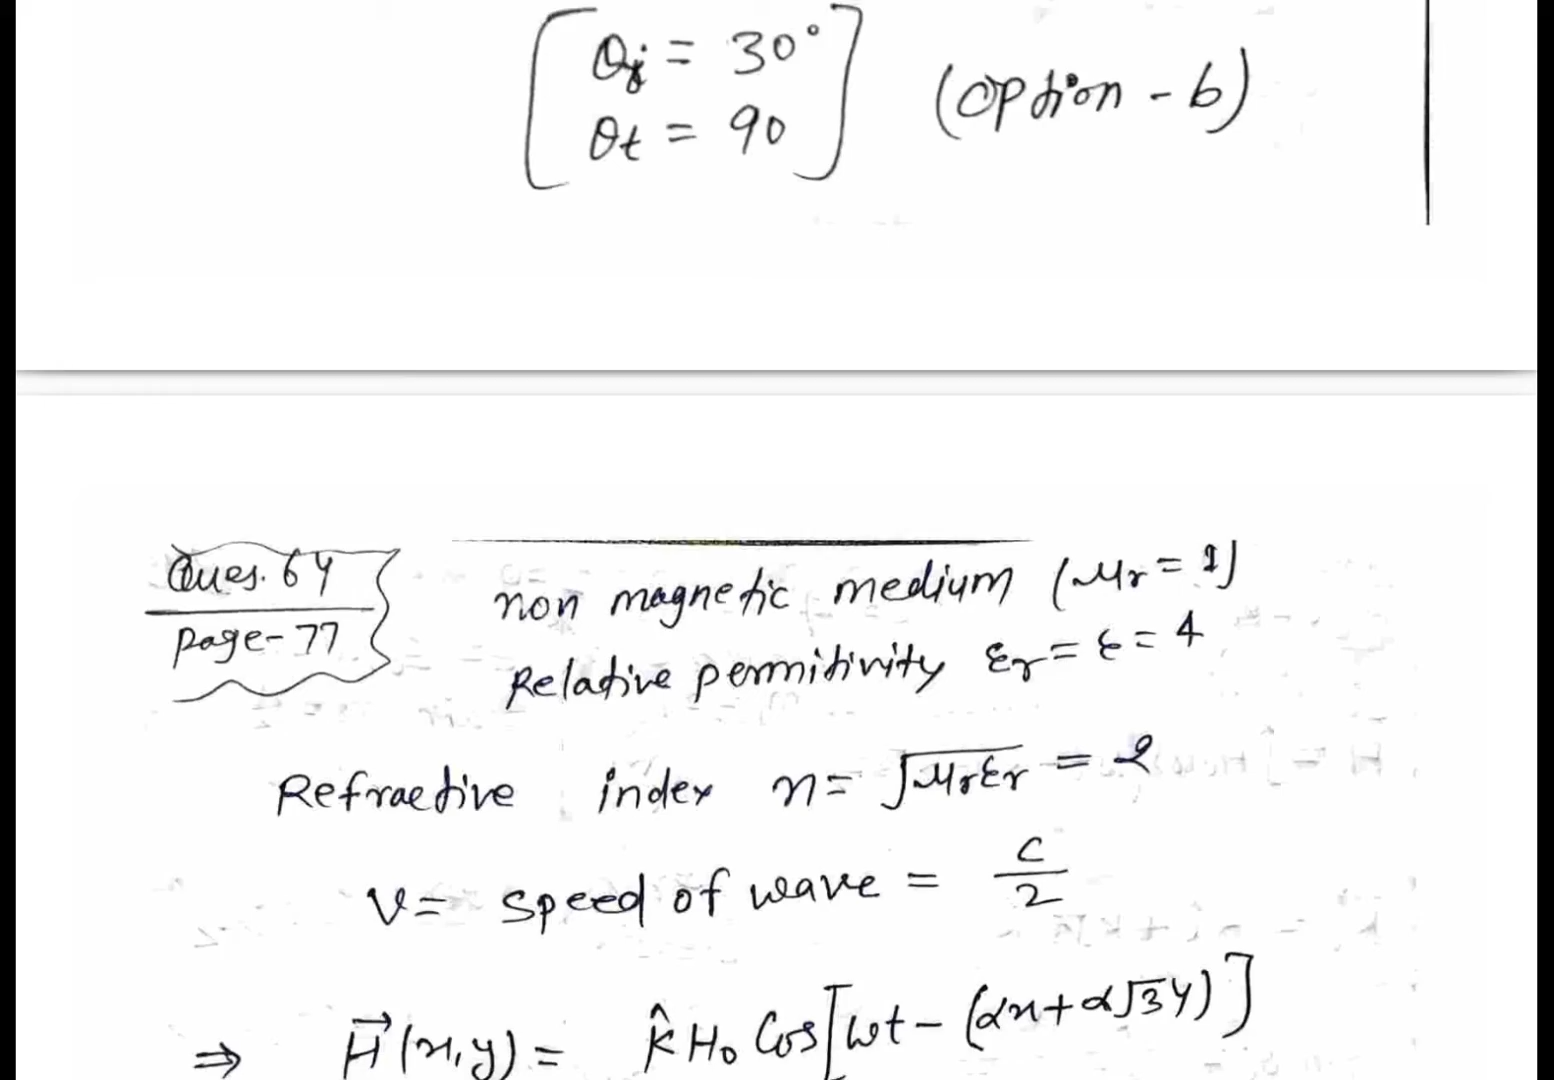 θi = 30°
θt = 90
(option - b)
Ques. 64
Page- 77
non magnetic medium (μr = 1)
Relative permitivity εr = ε = 4
Refractive index n = √μrεr = 2
v = speed of wave = c/2
⇒ H⃗(x,y) = k̂ H₀ Cos[ωt - (αx + α√3y)]